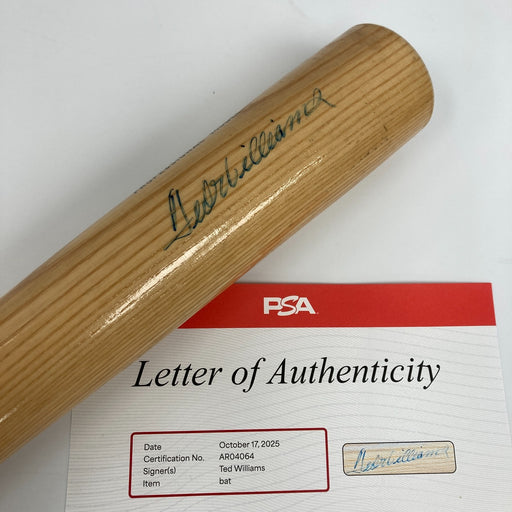 Ted Williams
PSA
Letter of Authenticity
Date October 17, 2025
Certification No. AR04064
Signer(s) Ted Williams
Item bat
Ted Williams